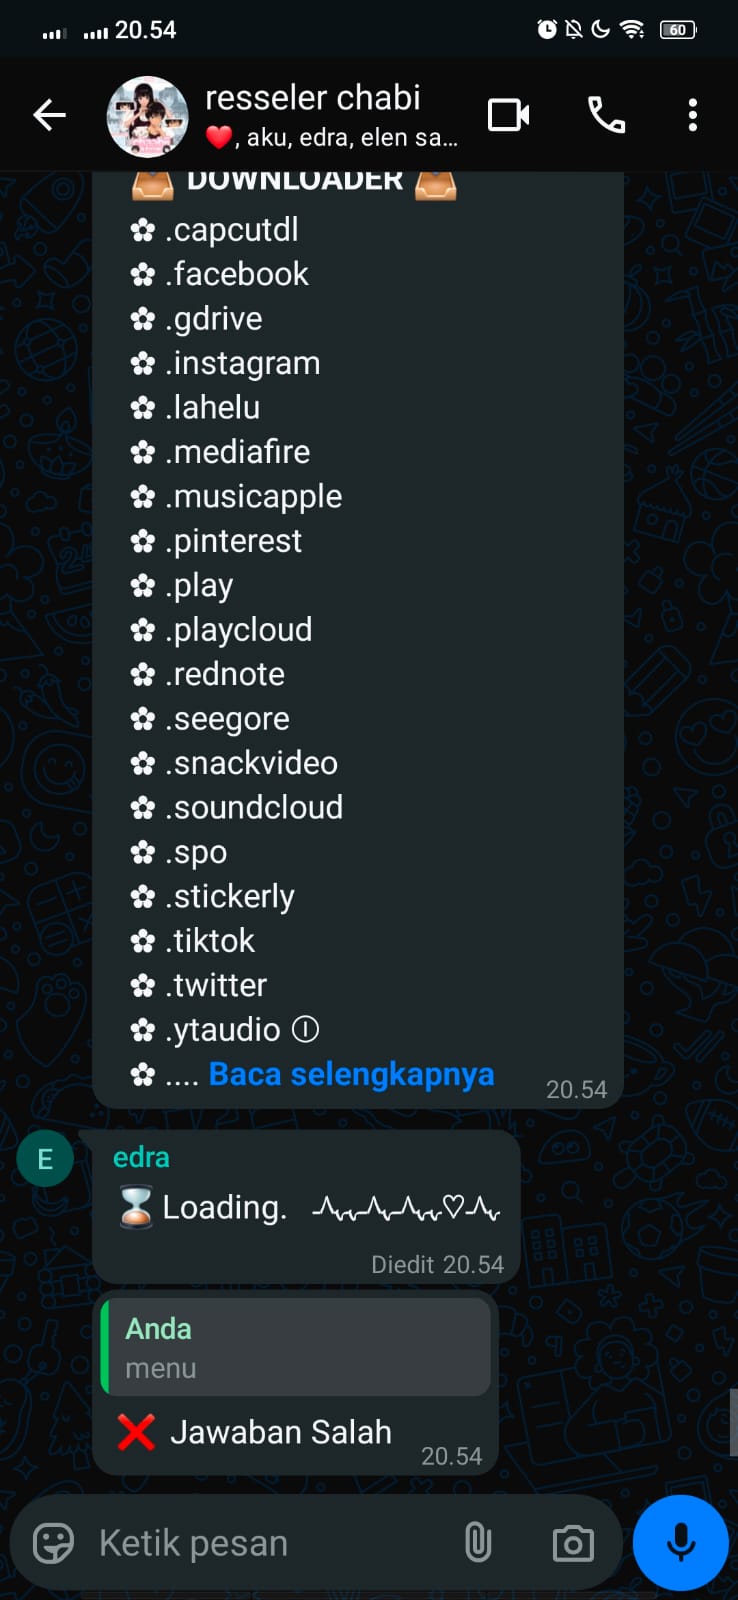 20.54
60
resseler chabi
❤️, aku, edra, elen sa...
DOWNLOADER
✿ .capcutdl
✿ .facebook
✿ .gdrive
✿ .instagram
✿ .lahelu
✿ .mediafire
✿ .musicapple
✿ .pinterest
✿ .play
✿ .playcloud
✿ .rednote
✿ .seegore
✿ .snackvideo
✿ .soundcloud
✿ .spo
✿ .stickerly
✿ .tiktok
✿ .twitter
✿ .ytaudio Ⓛ
✿ .... Baca selengkapnya
20.54
E
edra
⏳Loading.
Diedit 20.54
Anda
menu
❌ Jawaban Salah
20.54
Ketik pesan